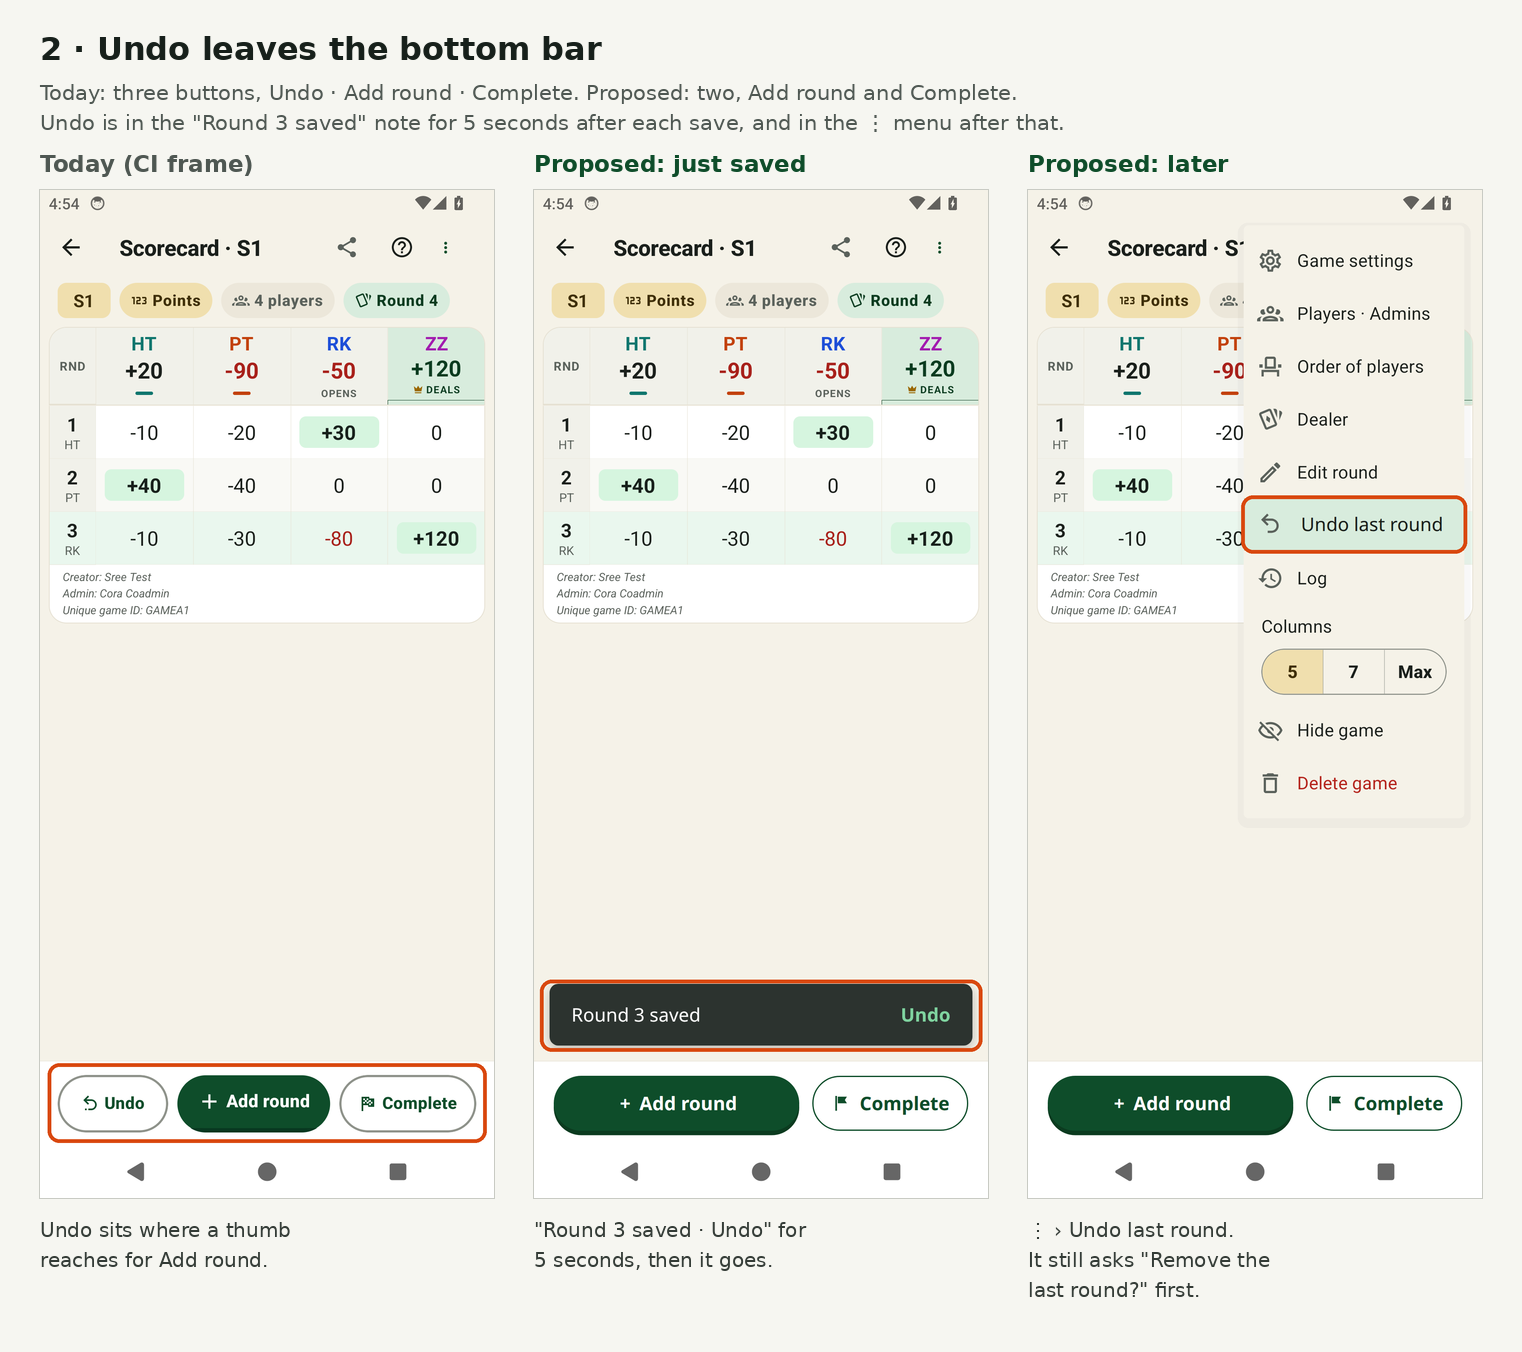 2 · Undo leaves the bottom bar
Today: three buttons, Undo · Add round · Complete. Proposed: two, Add round and Complete.
Undo is in the "Round 3 saved" note for 5 seconds after each save, and in the ⋮ menu after that.
Today (CI frame)
4:54
Scorecard · S1
S1
123 Points
4 players
Round 4
RND
HT
+20
PT
-90
RK
-50
OPENS
ZZ
+120
DEALS
1
HT
-10
-20
+30
0
2
PT
+40
-40
0
0
3
RK
-10
-30
-80
+120
Creator: Sree Test
Admin: Cora Coadmin
Unique game ID: GAMEA1
Undo
+ Add round
Complete
Undo sits where a thumb
reaches for Add round.
Proposed: just saved
4:54
Scorecard · S1
S1
123 Points
4 players
Round 4
RND
HT
+20
PT
-90
RK
-50
OPENS
ZZ
+120
DEALS
1
HT
-10
-20
+30
0
2
PT
+40
-40
0
0
3
RK
-10
-30
-80
+120
Creator: Sree Test
Admin: Cora Coadmin
Unique game ID: GAMEA1
Round 3 saved
Undo
+ Add round
Complete
"Round 3 saved · Undo" for
5 seconds, then it goes.
Proposed: later
4:54
Scorecard · S1
S1
123 Points
RND
HT
+20
PT
-90
1
HT
-10
-20
2
PT
+40
-40
3
RK
-10
-30
Creator: Sree Test
Admin: Cora Coadmin
Unique game ID: GAMEA1
Game settings
Players · Admins
Order of players
Dealer
Edit round
Undo last round
Log
Columns
5
7
Max
Hide game
Delete game
+ Add round
Complete
⋮ › Undo last round.
It still asks "Remove the
last round?" first.